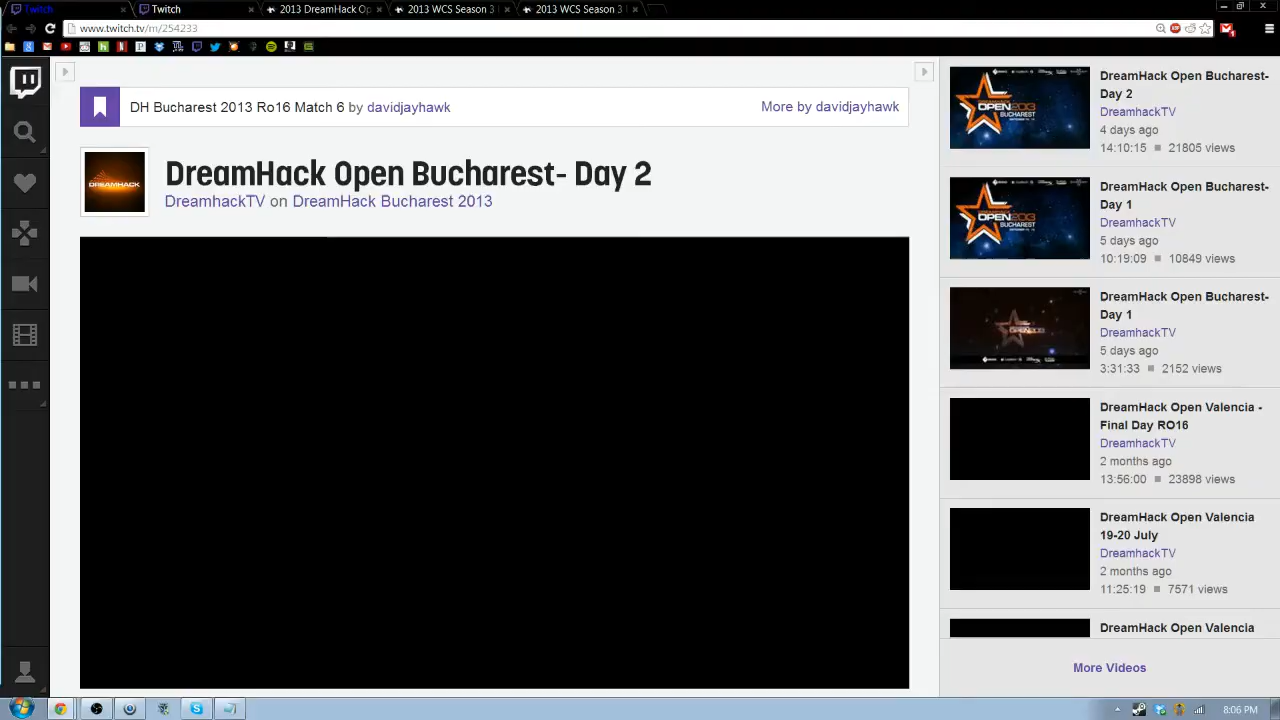 Twitch
Twitch
2013 DreamHack Op
2013 WCS Season 3
2013 WCS Season 3
www.twitch.tv/m/254233
DH Bucharest 2013 Ro16 Match 6 by davidjayhawk
More by davidjayhawk
DREAMHACK
DreamHack Open Bucharest- Day 2
DreamhackTV on DreamHack Bucharest 2013
OPEN2013
BUCHAREST
DreamHack Open Bucharest-
Day 2
DreamhackTV
4 days ago
14:10:15 21805 views
OPEN2013
BUCHAREST
DreamHack Open Bucharest-
Day 1
DreamhackTV
5 days ago
10:19:09 10849 views
DreamHack Open Bucharest-
Day 1
DreamhackTV
5 days ago
3:31:33 2152 views
DreamHack Open Valencia -
Final Day RO16
DreamhackTV
2 months ago
13:56:00 23898 views
DreamHack Open Valencia
19-20 July
DreamhackTV
2 months ago
11:25:19 7571 views
DreamHack Open Valencia
More Videos
8:06 PM